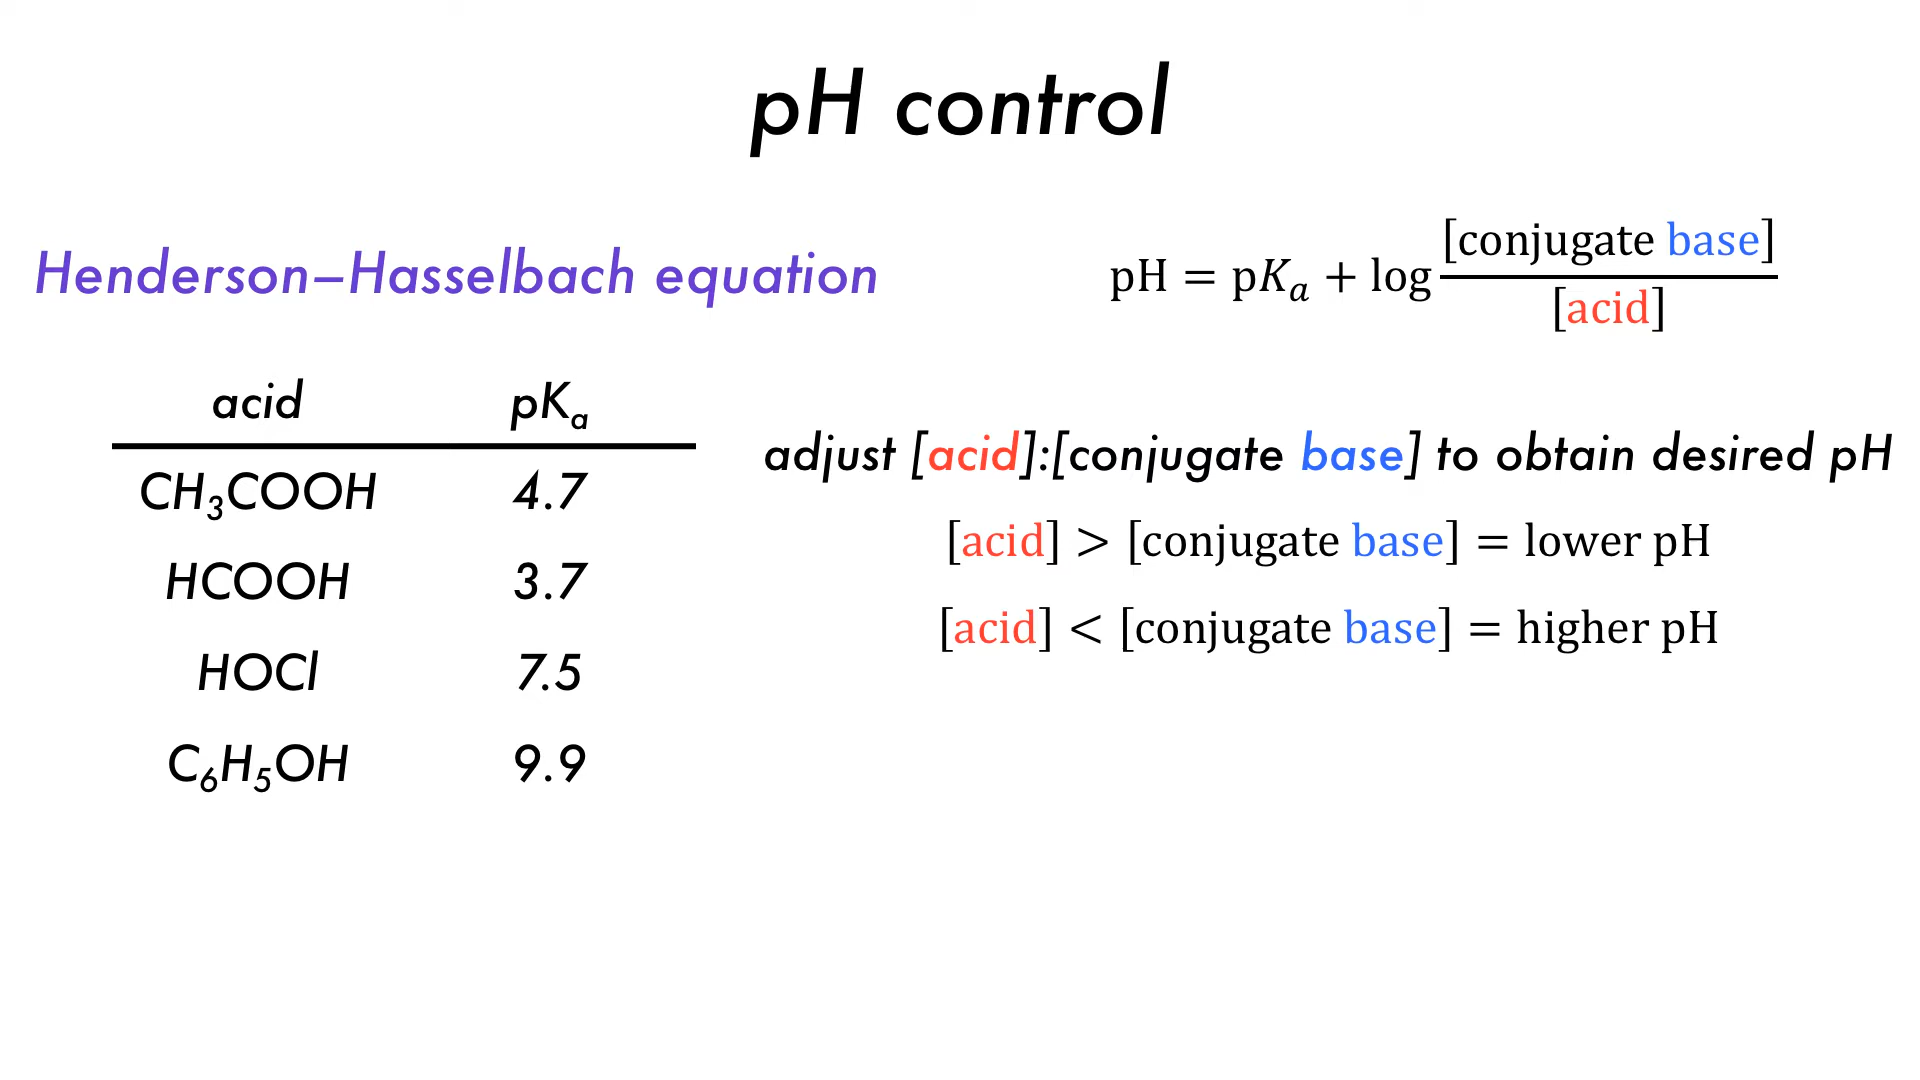 pH control
Henderson–Hasselbach equation
pH = pKₐ + log [conjugate base] / [acid]
acid pKₐ
CH₃COOH 4.7
HCOOH 3.7
HOCl 7.5
C₆H₅OH 9.9
adjust [acid]:[conjugate base] to obtain desired pH
[acid] > [conjugate base] = lower pH
[acid] < [conjugate base] = higher pH